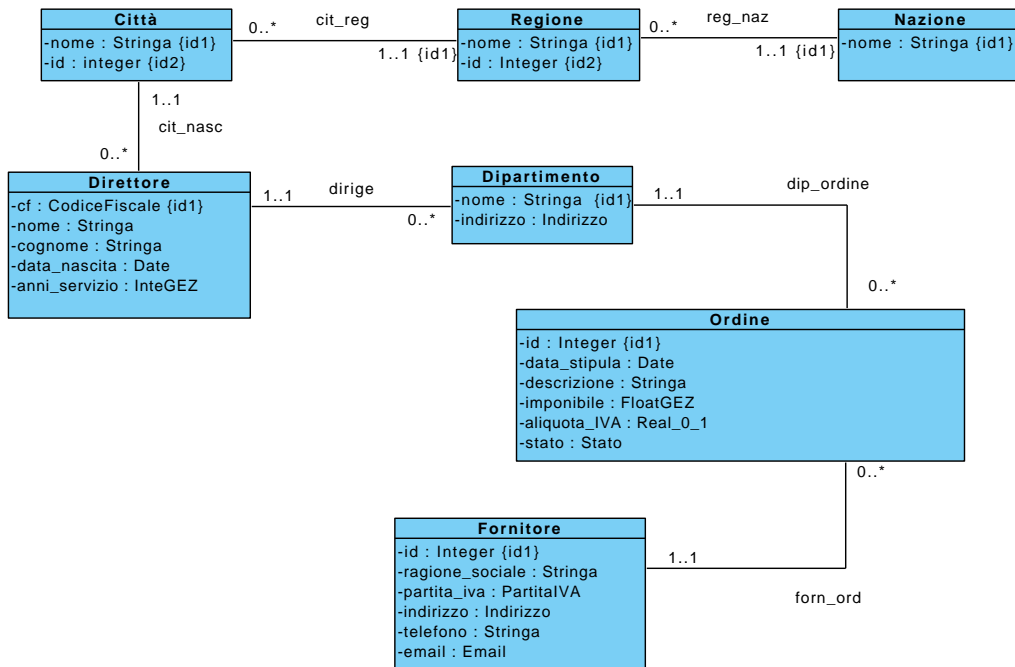 Città
-nome : Stringa {id1}
-id : integer {id2}
0..*
cit_reg
1..1 {id1}
Regione
-nome : Stringa {id1}
-id : Integer {id2}
0..*
reg_naz
1..1 {id1}
Nazione
-nome : Stringa {id1}
1..1
cit_nasc
0..*
Direttore
-cf : CodiceFiscale {id1}
-nome : Stringa
-cognome : Stringa
-data_nascita : Date
-anni_servizio : InteGEZ
1..1
dirige
0..*
Dipartimento
-nome : Stringa {id1}
-indirizzo : Indirizzo
1..1
dip_ordine
0..*
Ordine
-id : Integer {id1}
-data_stipula : Date
-descrizione : Stringa
-imponibile : FloatGEZ
-aliquota_IVA : Real_0_1
-stato : Stato
0..*
Fornitore
-id : Integer {id1}
-ragione_sociale : Stringa
-partita_iva : PartitaIVA
-indirizzo : Indirizzo
-telefono : Stringa
-email : Email
1..1
forn_ord